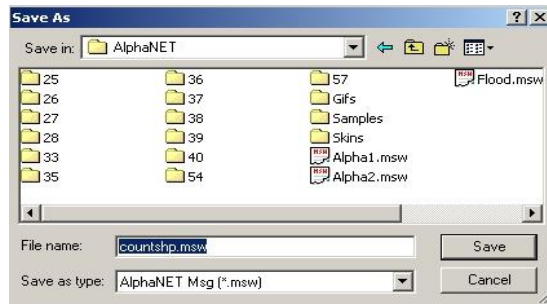 Save As
Save in: AlphaNET
25 36 57 Flood.msw
26 37 Gifs
27 38 Samples
28 39 Skins
33 40 Alpha1.msw
35 54 Alpha2.msw
File name: countshp.msw Save
Save as type: AlphaNET Msg (*.msw) Cancel